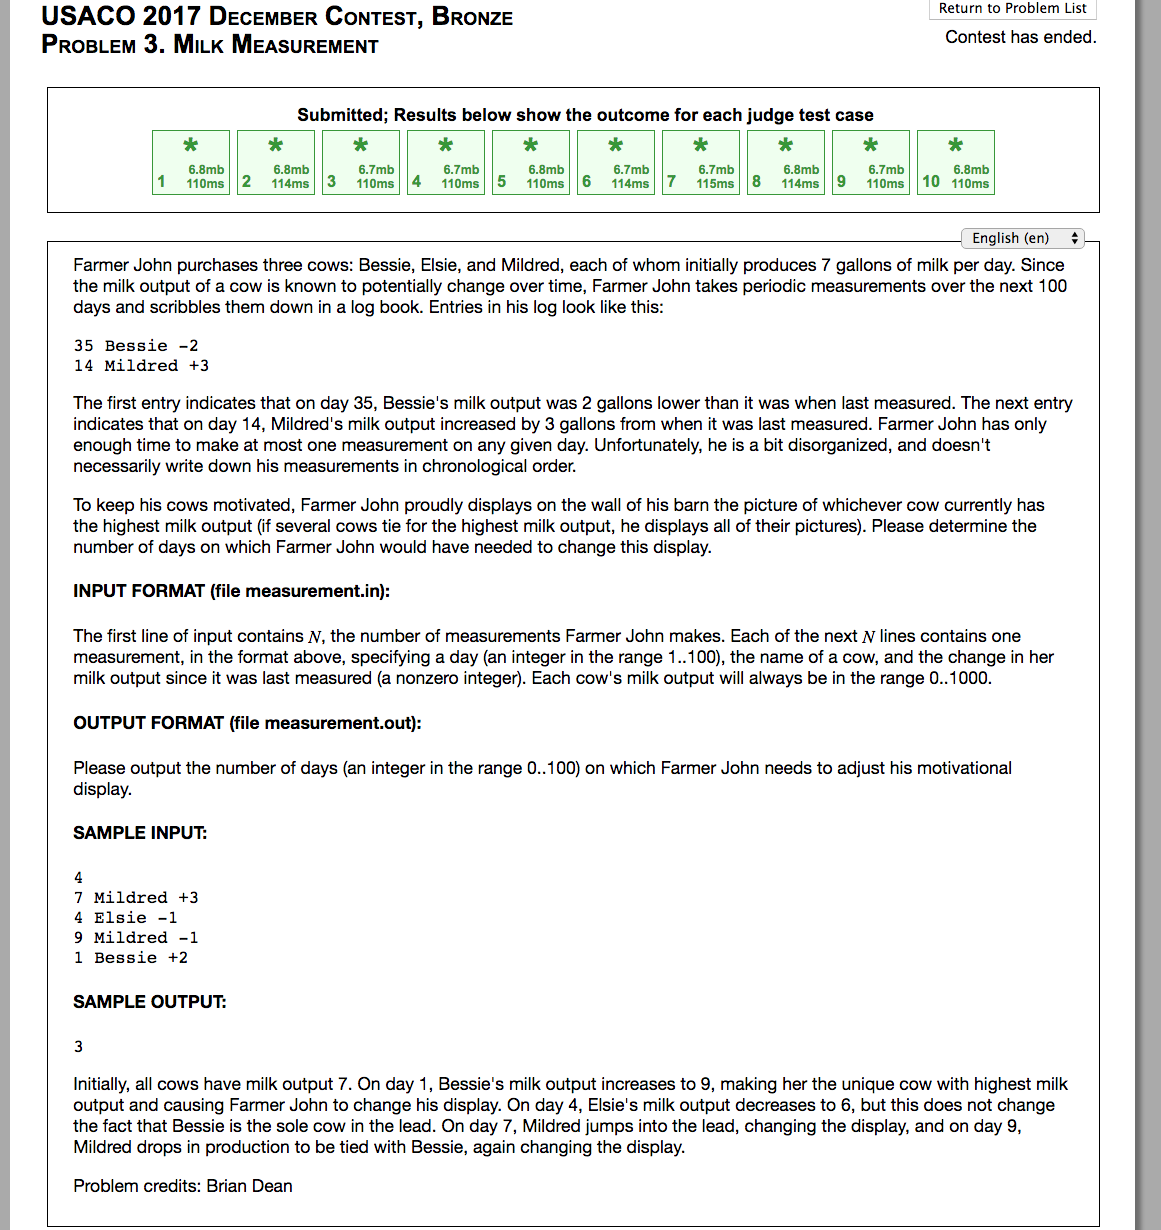 USACO 2017 December Contest, Bronze
Problem 3. Milk Measurement
Return to Problem List
Contest has ended.
Submitted; Results below show the outcome for each judge test case
* * * * * * * * * *
6.8mb 6.8mb 6.7mb 6.7mb 6.8mb 6.7mb 6.7mb 6.8mb 6.7mb 6.8mb
1 110ms 2 114ms 3 110ms 4 110ms 5 110ms 6 114ms 7 115ms 8 114ms 9 110ms 10 110ms
English (en)
Farmer John purchases three cows: Bessie, Elsie, and Mildred, each of whom initially produces 7 gallons of milk per day. Since
the milk output of a cow is known to potentially change over time, Farmer John takes periodic measurements over the next 100
days and scribbles them down in a log book. Entries in his log look like this:
35 Bessie -2
14 Mildred +3
The first entry indicates that on day 35, Bessie's milk output was 2 gallons lower than it was when last measured. The next entry
indicates that on day 14, Mildred's milk output increased by 3 gallons from when it was last measured. Farmer John has only
enough time to make at most one measurement on any given day. Unfortunately, he is a bit disorganized, and doesn't
necessarily write down his measurements in chronological order.
To keep his cows motivated, Farmer John proudly displays on the wall of his barn the picture of whichever cow currently has
the highest milk output (if several cows tie for the highest milk output, he displays all of their pictures). Please determine the
number of days on which Farmer John would have needed to change this display.
INPUT FORMAT (file measurement.in):
The first line of input contains N, the number of measurements Farmer John makes. Each of the next N lines contains one
measurement, in the format above, specifying a day (an integer in the range 1..100), the name of a cow, and the change in her
milk output since it was last measured (a nonzero integer). Each cow's milk output will always be in the range 0..1000.
OUTPUT FORMAT (file measurement.out):
Please output the number of days (an integer in the range 0..100) on which Farmer John needs to adjust his motivational
display.
SAMPLE INPUT:
4
7 Mildred +3
4 Elsie -1
9 Mildred -1
1 Bessie +2
SAMPLE OUTPUT:
3
Initially, all cows have milk output 7. On day 1, Bessie's milk output increases to 9, making her the unique cow with highest milk
output and causing Farmer John to change his display. On day 4, Elsie's milk output decreases to 6, but this does not change
the fact that Bessie is the sole cow in the lead. On day 7, Mildred jumps into the lead, changing the display, and on day 9,
Mildred drops in production to be tied with Bessie, again changing the display.
Problem credits: Brian Dean